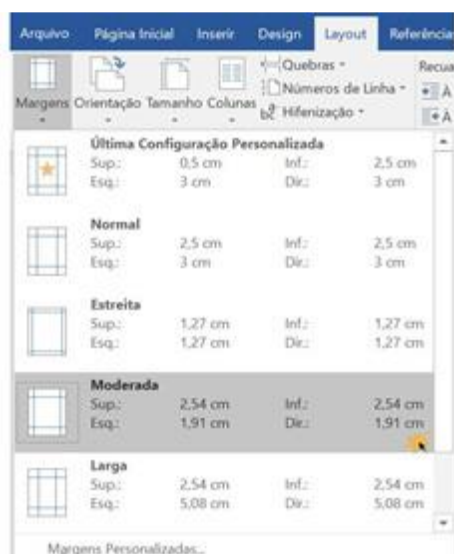 Arquivo Página Inicial Inserir Design Layout Referência
Margens Orientação Tamanho Colunas
Quebras
Números de Linha
Hifenização
Recua
A
A
Última Configuração Personalizada
Sup.: 0,5 cm Inf.: 2,5 cm
Esq.: 3 cm Dir.: 3 cm
Normal
Sup.: 2,5 cm Inf.: 2,5 cm
Esq.: 3 cm Dir.: 3 cm
Estreita
Sup.: 1,27 cm Inf.: 1,27 cm
Esq.: 1,27 cm Dir.: 1,27 cm
Moderada
Sup.: 2,54 cm Inf.: 2,54 cm
Esq.: 1,91 cm Dir.: 1,91 cm
Larga
Sup.: 2,54 cm Inf.: 2,54 cm
Esq.: 5,08 cm Dir.: 5,08 cm
Margens Personalizadas...